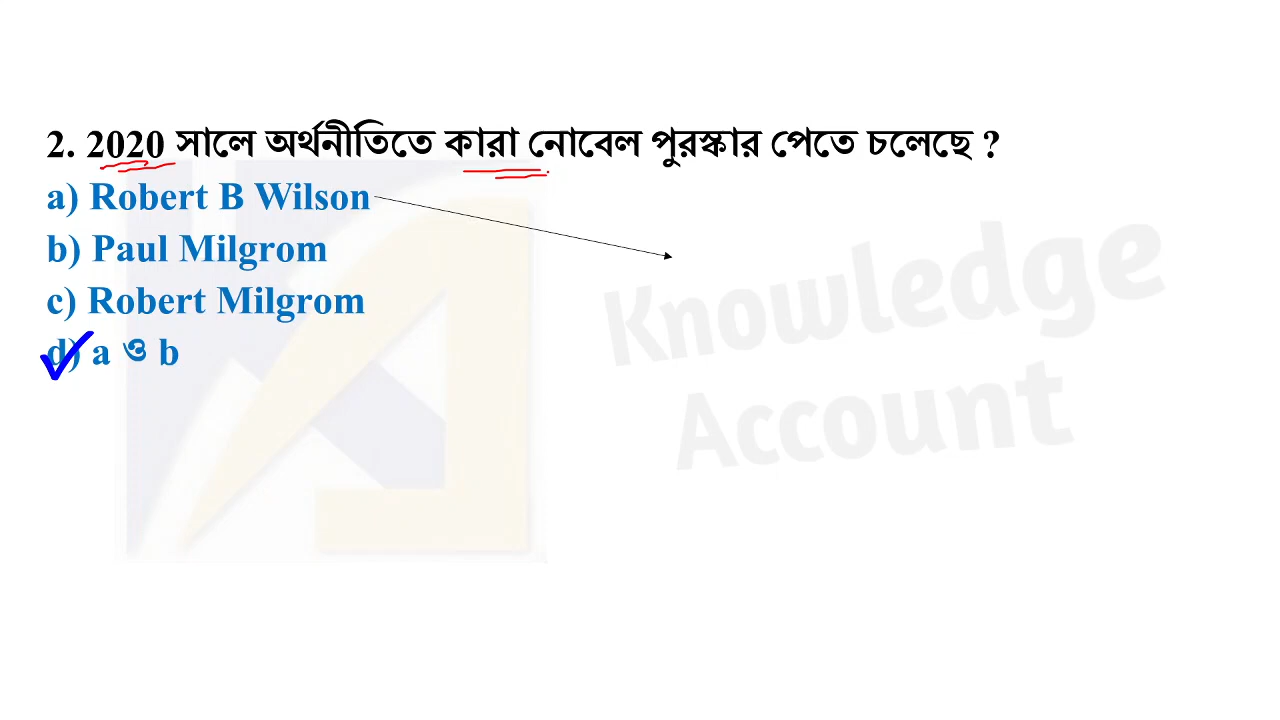 2. 2020 সালে অর্থনীতিতে কারা নোবেল পুরস্কার পেতে চলেছে ?
a) Robert B Wilson
b) Paul Milgrom
c) Robert Milgrom
d) a ও b
Knowledge
Account